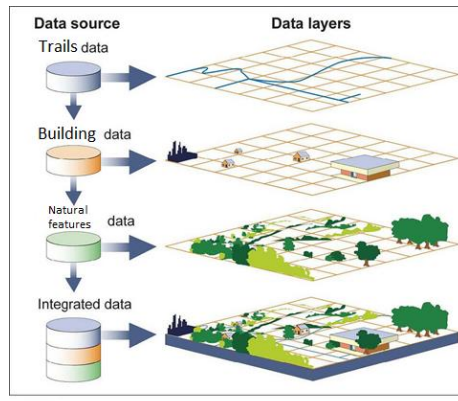 Data source
Data layers
Trails data
Building data
Natural
features data
Integrated data